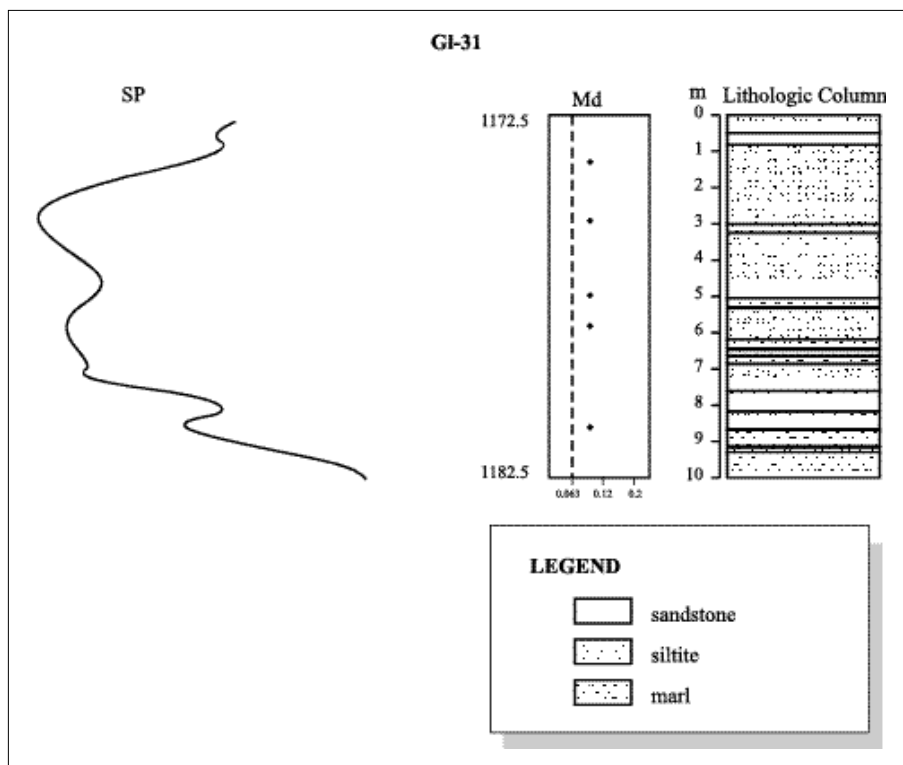 Gl-31
SP
Md
m
Lithologic Column
1172.5
1182.5
0
1
2
3
4
5
6
7
8
9
10
0.063
0.12
0.2
LEGEND
sandstone
siltite
marl